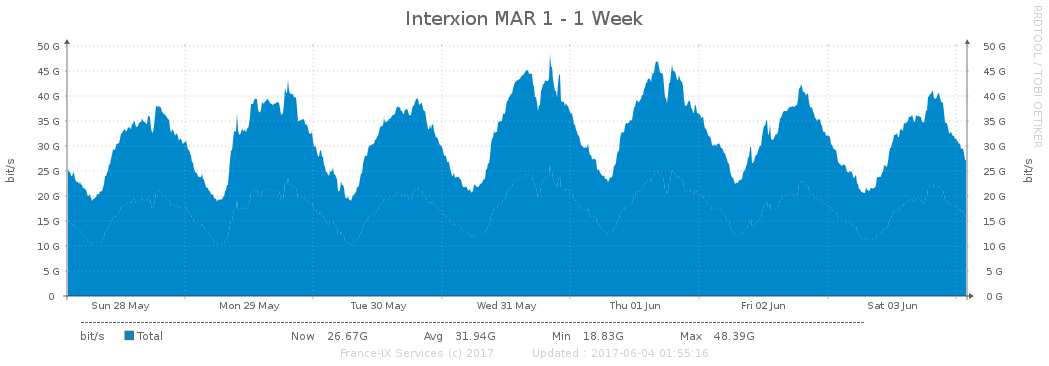 Interxion MAR 1 - 1 Week
RRDTOOL / TOBI OETIKER
bit/s
50 G 50 G
45 G 45 G
40 G 40 G
35 G 35 G
30 G 30 G
25 G 25 G
20 G 20 G
15 G 15 G
10 G 10 G
5 G 5 G
0 0 G
bit/s
Sun 28 May Mon 29 May Tue 30 May Wed 31 May Thu 01 Jun Fri 02 Jun Sat 03 Jun
bit/s Total Now 26.67G Avg 31.94G Min 18.83G Max 48.39G
France-IX Services (c) 2017 Updated : 2017-06-04 01:55:16